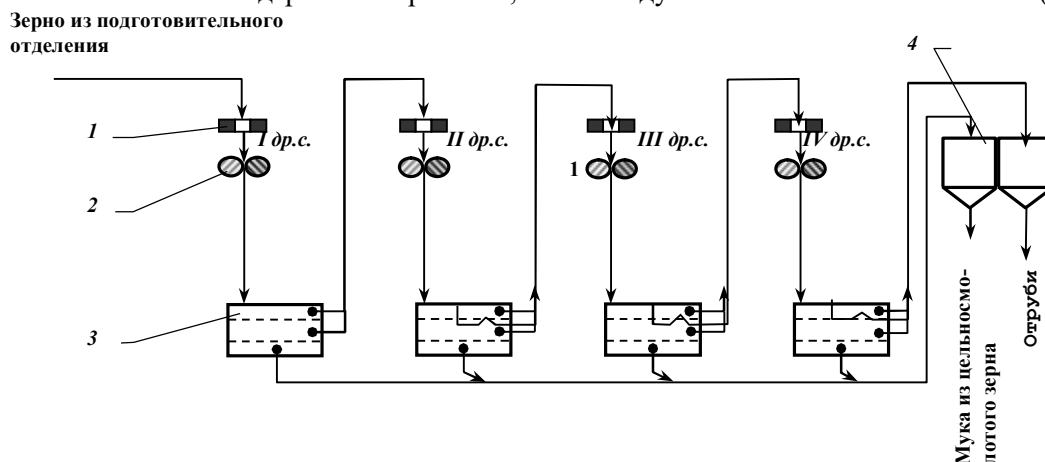 Зерно из подготовительного
отделения
4
1
I др.с.
II др.с.
III др.с.
IV др.с.
2
1
3
Мука из цельносмо-
лотого зерна
Отруби